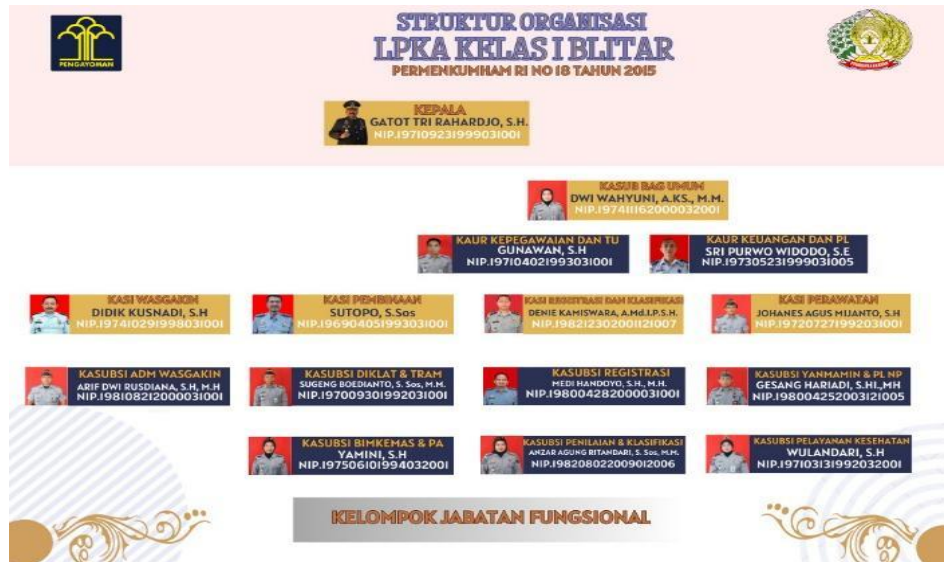 PENGAYOMAN
STRUKTUR ORGANISASI
LPKA KELAS I BLITAR
PERMENKUMHAM RI NO 18 TAHUN 2015
KEPALA
GATOT TRI RAHARDJO, S.H.
NIP.197109231999031001
KASUB BAG UMUM
DWI WAHYUNI, A.KS., M.M.
NIP.197411162000032001
KAUR KEPEGAWAIAN DAN TU
GUNAWAN, S.H
NIP.197104021993031001
KAUR KEUANGAN DAN PL
SRI PURWO WIDODO, S.E
NIP.197305231999031005
KASI WASGAKIN
DIDIK KUSNADI, S.H
NIP.197410291998031001
KASI PEMBINAAN
SUTOPO, S.Sos
NIP.196904051993031001
KASI REGISTRASI DAN KLASIFIKASI
DENIE KAMISWARA, A.Md.I.P.S.H.
NIP.198212302001121007
KASI PERAWATAN
JOHANES AGUS MIJANTO, S.H
NIP.197207271992031001
KASUBSI ADM WASGAKIN
ARIF DWI RUSDIANA, S.H, M.H
NIP.198108212000031001
KASUBSI DIKLAT & TRAM
SUGENG BOEDIANTO, S. Sos, M.M.
NIP.197009301992031001
KASUBSI REGISTRASI
MEDI HANDOYO, S.H., M.H.
NIP.198004282000031001
KASUBSI YANMAMIN & PL NP
GESANG HARIADI, S.HI.,MH
NIP.198004252003121005
KASUBSI BIMKEMAS & PA
YAMINI, S.H
NIP.197506101994032001
KASUBSI PENILAIAN & KLASIFIKASI
ANZAR AGUNG RITANDARI, S. Sos, M.M.
NIP.198208022009012006
KASUBSI PELAYANAN KESEHATAN
WULANDARI, S.H
NIP.197103131992032001
KELOMPOK JABATAN FUNGSIONAL